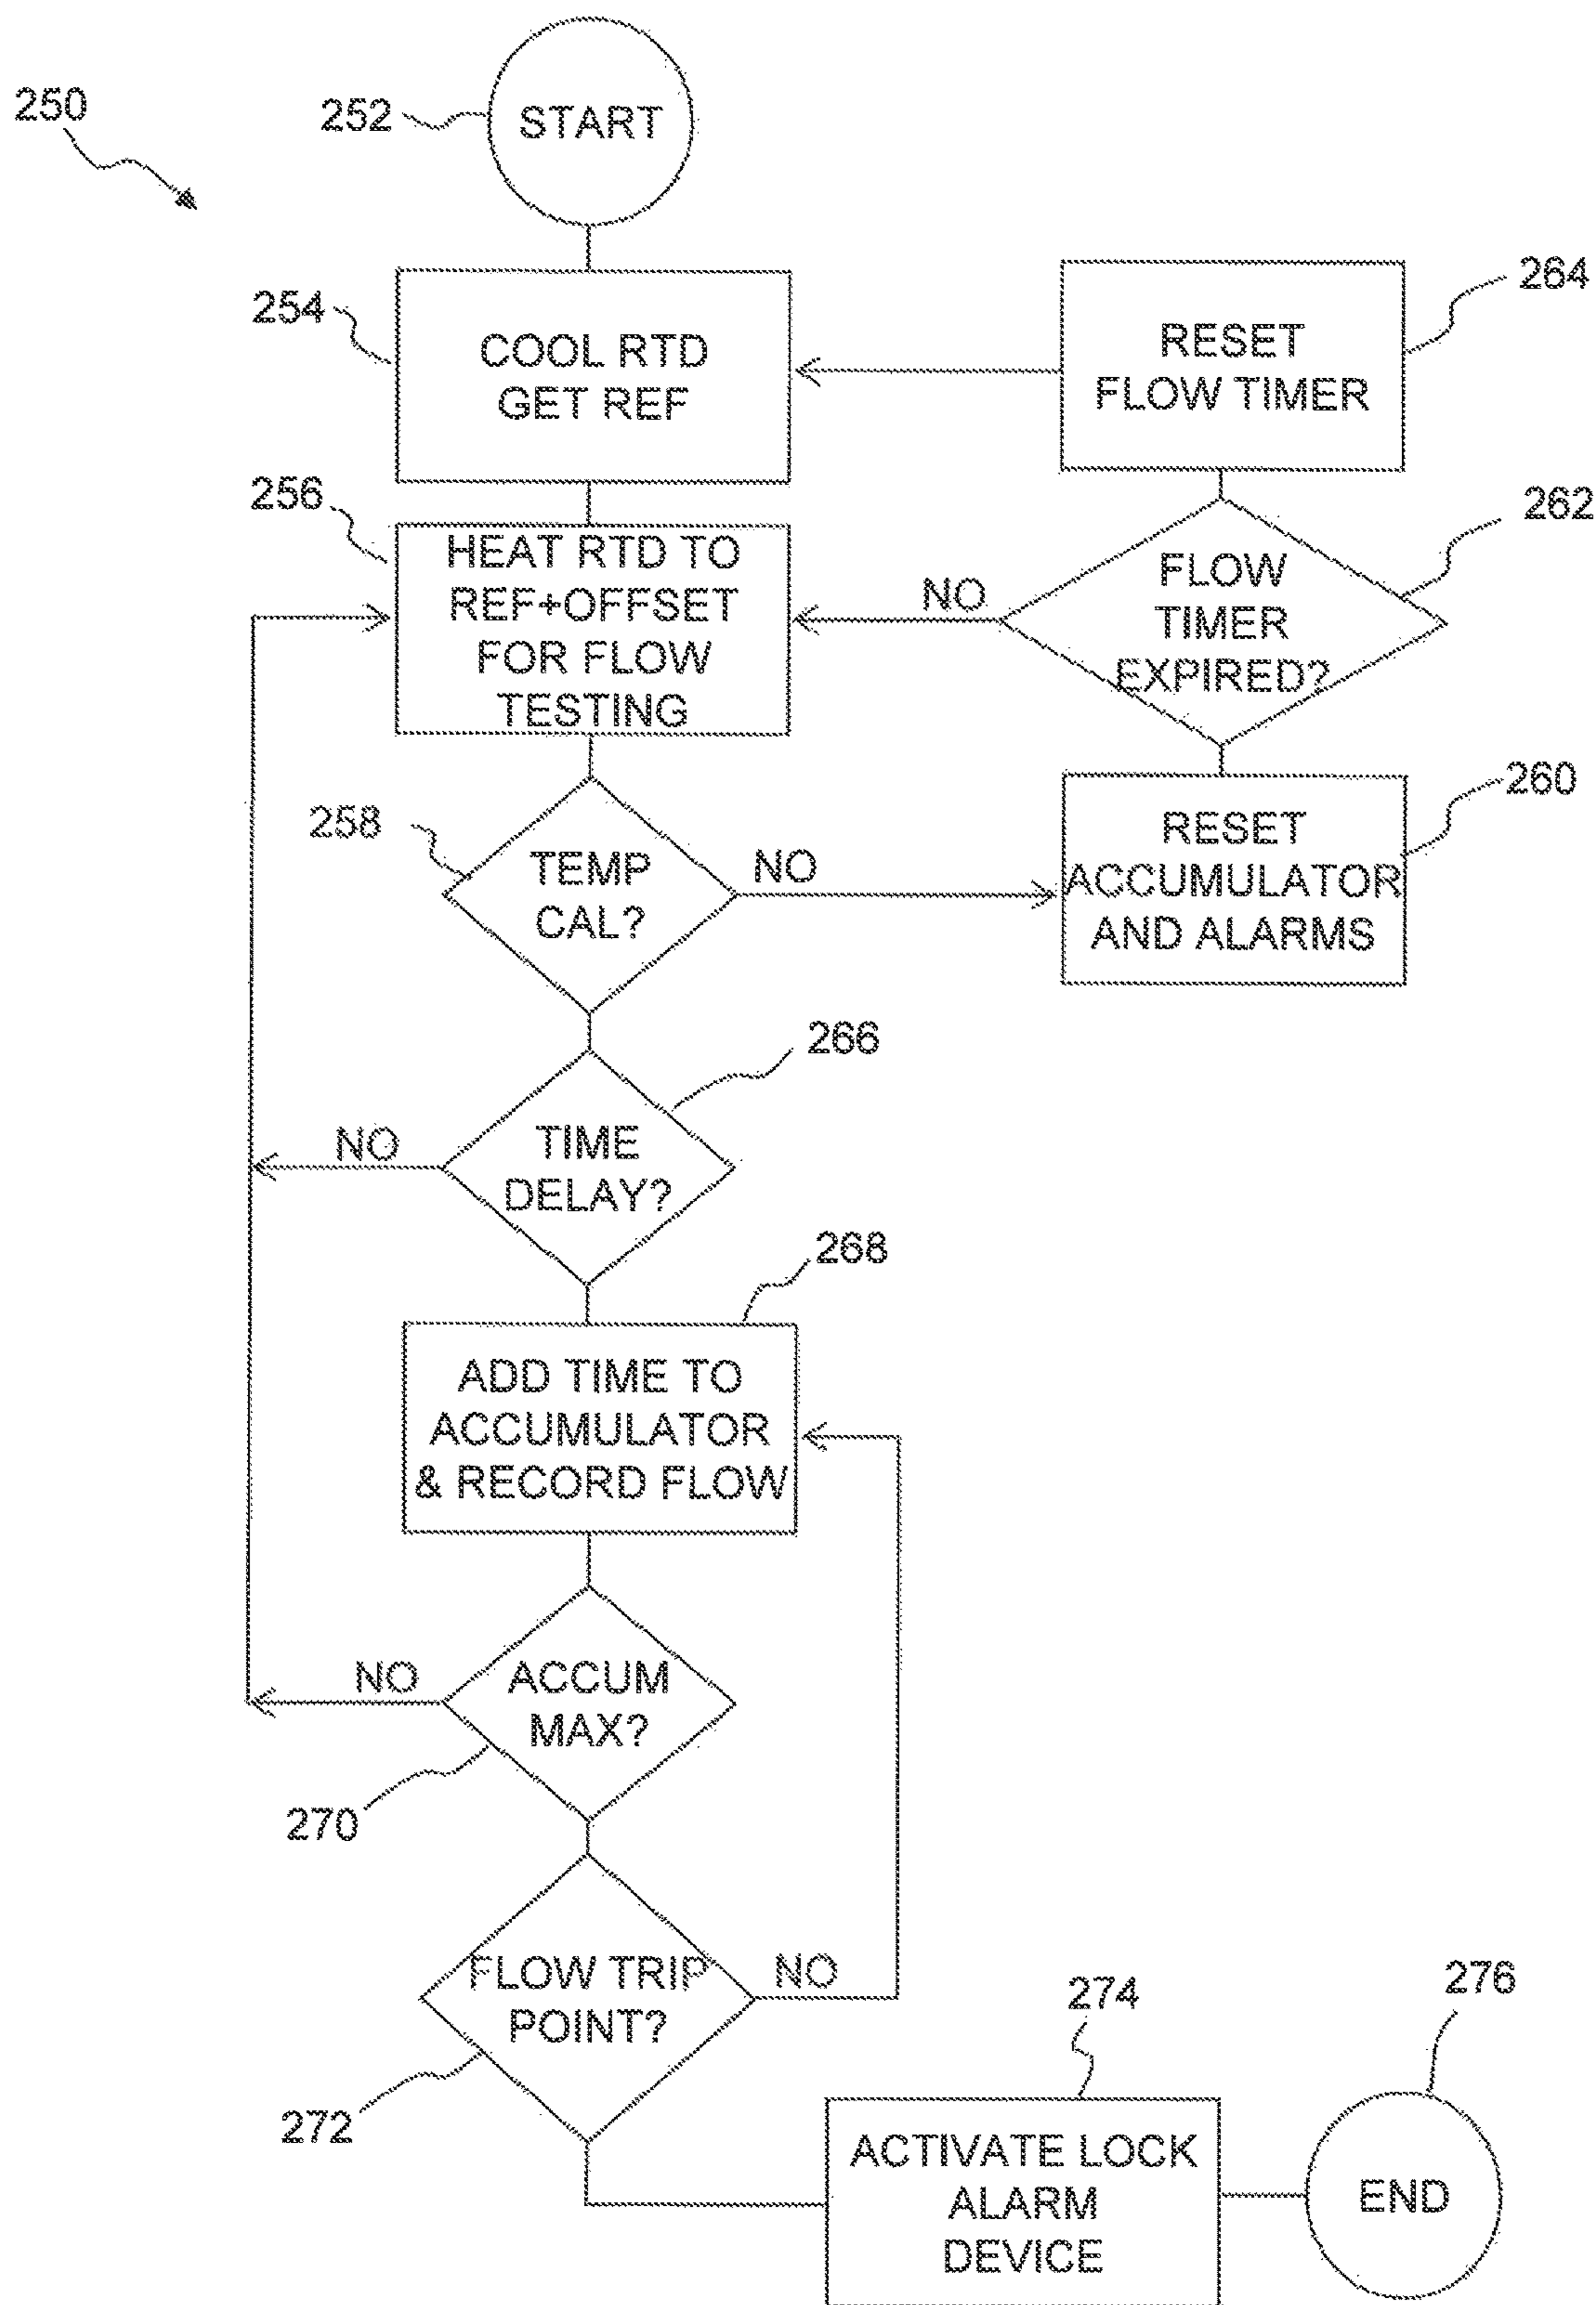 250
252
START
254
COOL RTD
GET REF
264
RESET
FLOW TIMER
256
HEAT RTD TO
REF+OFFSET
FOR FLOW
TESTING
NO
262
FLOW
TIMER
EXPIRED?
258
TEMP
CAL?
NO
260
RESET
ACCUMULATOR
AND ALARMS
266
NO
TIME
DELAY?
268
ADD TIME TO
ACCUMULATOR
& RECORD FLOW
NO
ACCUM
MAX?
270
FLOW TRIP
POINT?
NO
272
274
ACTIVATE LOCK
ALARM
DEVICE
276
END